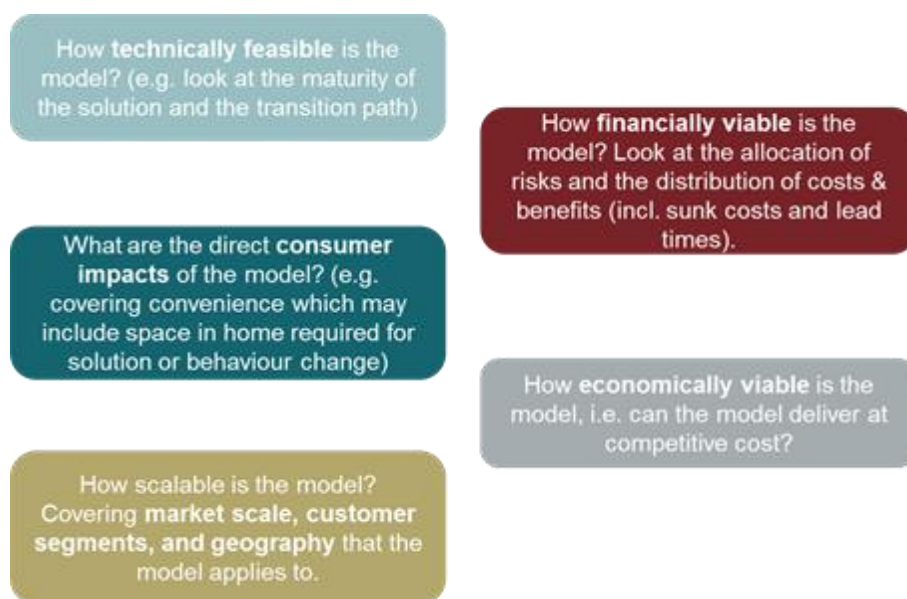 How technically feasible is the
model? (e.g. look at the maturity of
the solution and the transition path)
How financially viable is the
model? Look at the allocation of
risks and the distribution of costs &
benefits (incl. sunk costs and lead
times).
What are the direct consumer
impacts of the model? (e.g.
covering convenience which may
include space in home required for
solution or behaviour change)
How economically viable is the
model, i.e. can the model deliver at
competitive cost?
How scalable is the model?
Covering market scale, customer
segments, and geography that the
model applies to.